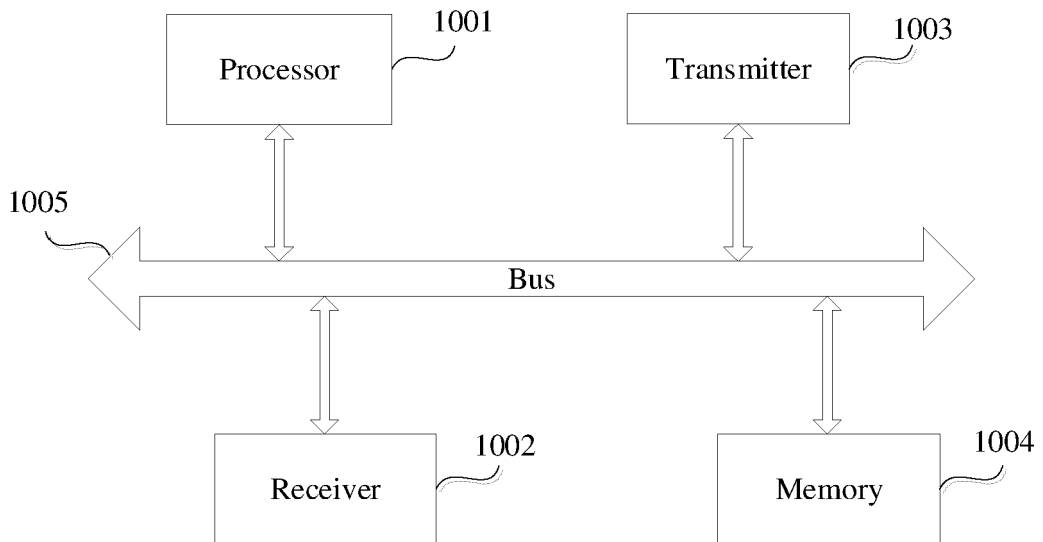 1001
Processor
1003
Transmitter
1005
Bus
1002
Receiver
1004
Memory